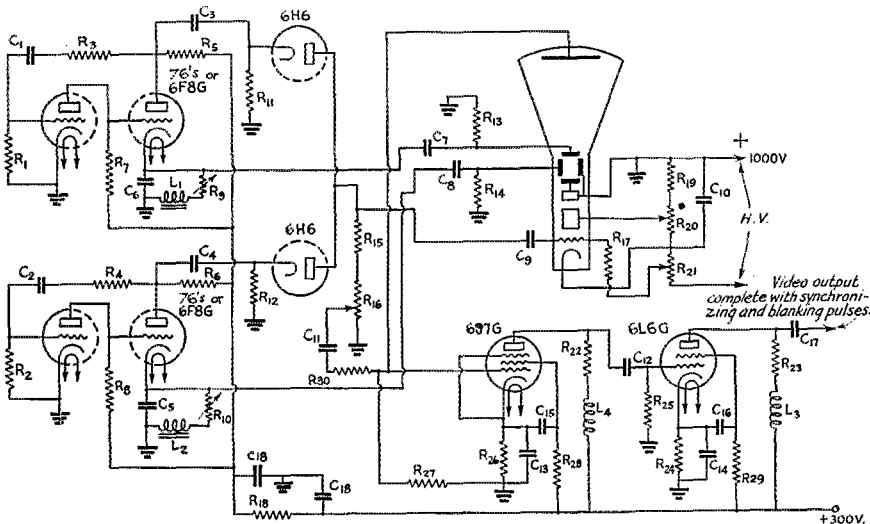 C3
6H6
C1
R3
R5
76's or
6F8G
R11
R1
R7
C6
L1
R9
R13
C7
C8
R14
+
1000V
R19
C10
R20
H.V.
R17
R21
C9
6H6
C4
R15
C2
R4
R6
76's or
6F8G
R12
R16
C11
R30
R2
R8
C5
L2
R10
Video output
complete with synchroni-
zing and blanking pulses.
6S7G
6L6G
C17
R22
C12
R23
R25
L4
L3
C15
C16
R26
C13
R28
R24
C14
R29
R27
C18
C18
R18
+300V.